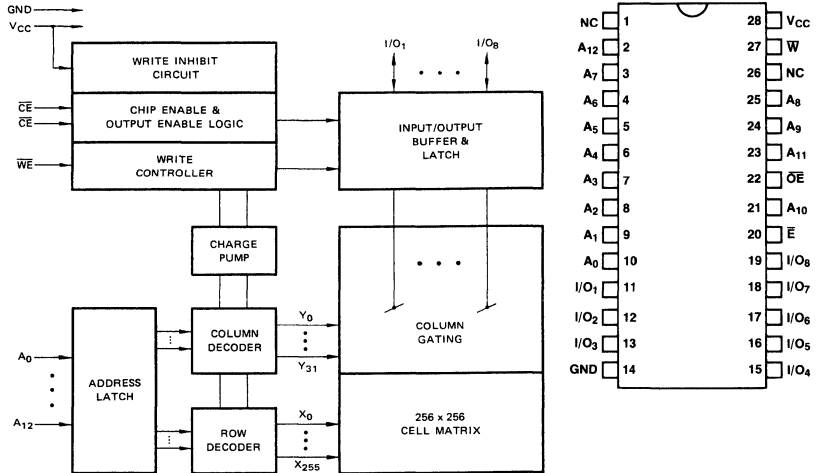 GND
VCC
WRITE INHIBIT
CIRCUIT
CE
CE
CHIP ENABLE &
OUTPUT ENABLE LOGIC
WE
WRITE
CONTROLLER
I/O1
I/O8
INPUT/OUTPUT
BUFFER &
LATCH
CHARGE
PUMP
A0
A12
ADDRESS
LATCH
COLUMN
DECODER
Y0
Y31
COLUMN
GATING
ROW
DECODER
X0
X255
256 x 256
CELL MATRIX
NC 1 28 VCC
A12 2 27 W
A7 3 26 NC
A6 4 25 A8
A5 5 24 A9
A4 6 23 A11
A3 7 22 OE
A2 8 21 A10
A1 9 20 E
A0 10 19 I/O8
I/O1 11 18 I/O7
I/O2 12 17 I/O6
I/O3 13 16 I/O5
GND 14 15 I/O4